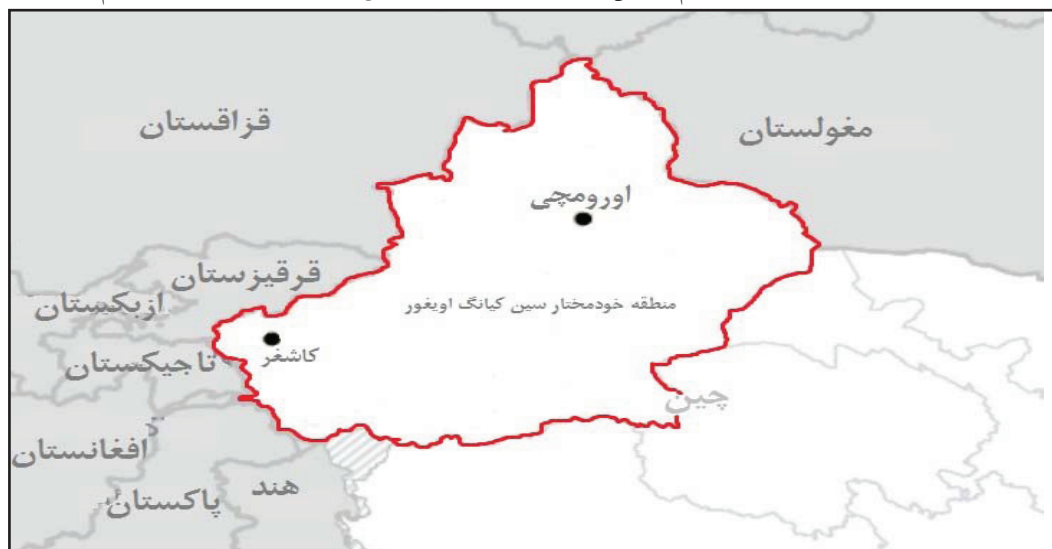 قزاقستان
مغولستان
اورومچی
قرقیزستان
ازبکستان
منطقه خودمختار سین کیانگ اویغور
کاشغر
تاجیکستان
چین
افغانستان
هند
پاکستان